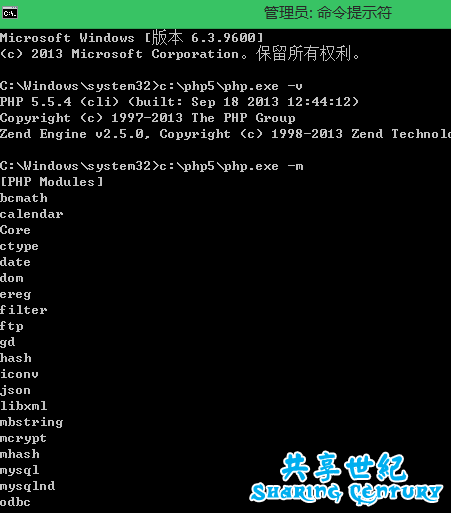 管理员: 命令提示符
Microsoft Windows [版本 6.3.9600]
(c) 2013 Microsoft Corporation。保留所有权利。
C:\Windows\system32>c:\php5\php.exe -v
PHP 5.5.4 (cli) (built: Sep 18 2013 12:44:12)
Copyright (c) 1997-2013 The PHP Group
Zend Engine v2.5.0, Copyright (c) 1998-2013 Zend Technolo
C:\Windows\system32>c:\php5\php.exe -m
[PHP Modules]
bcmath
calendar
Core
ctype
date
dom
ereg
filter
ftp
gd
hash
iconv
json
libxml
mbstring
mcrypt
mhash
mysql
mysqlnd
odbc
共享世纪
Sharing Century